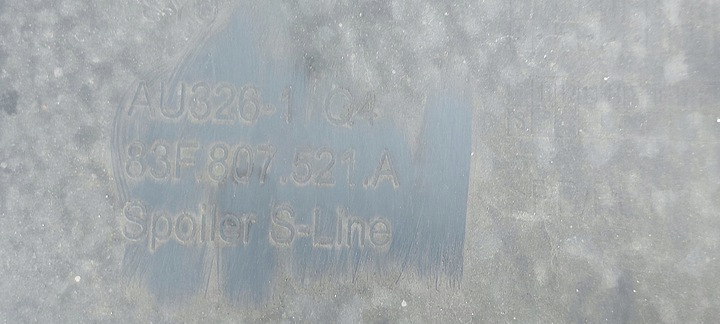 AU326-1 Q4
83F.807.521.A
Spoiler S-Line